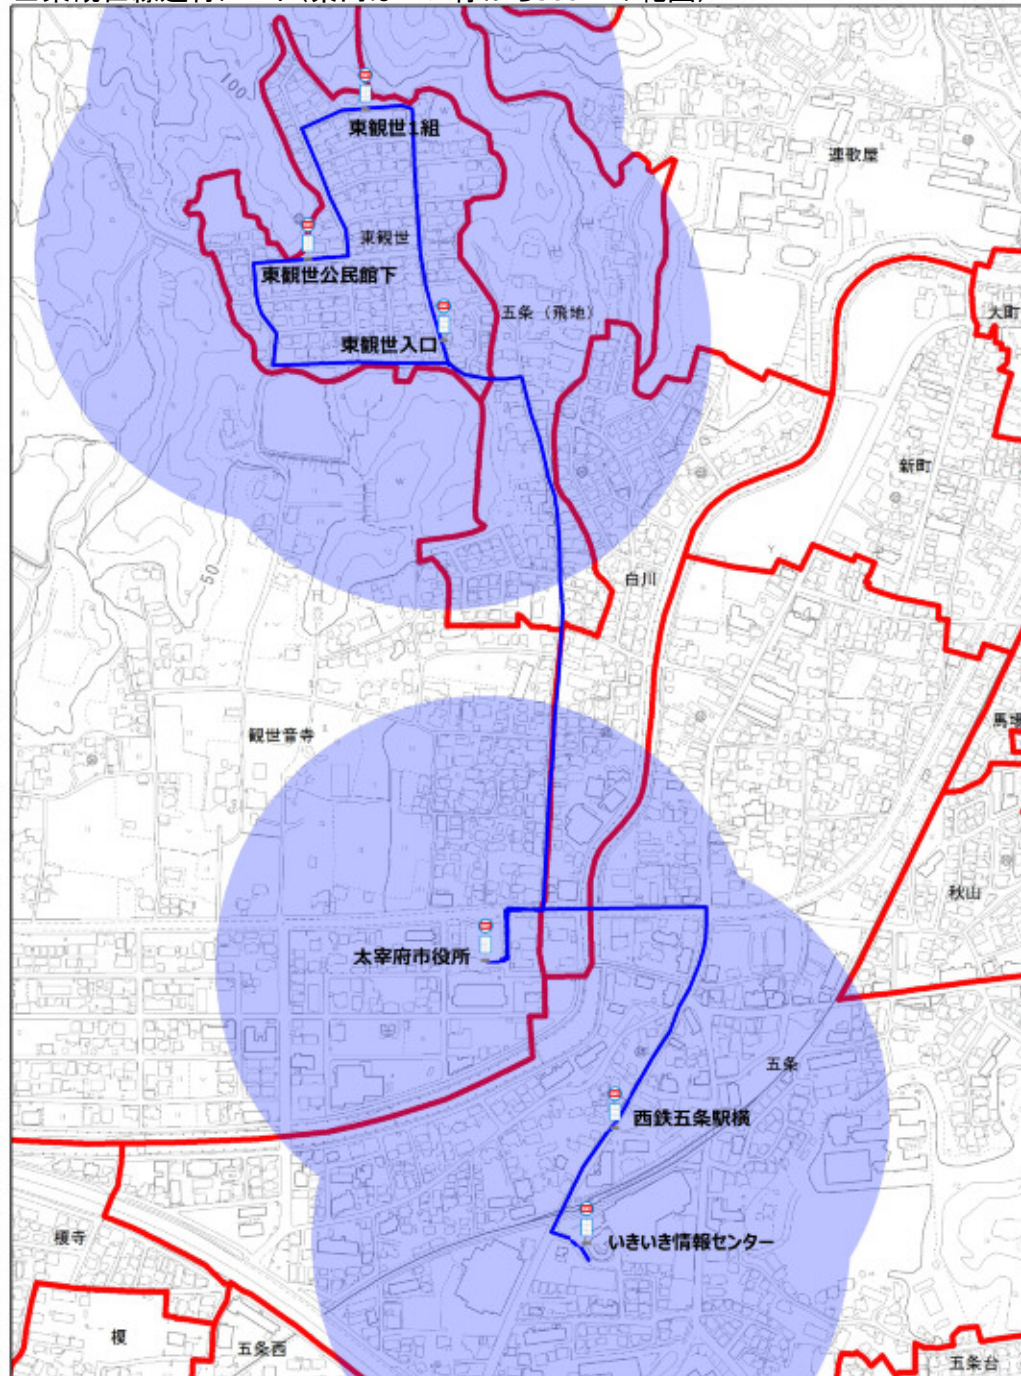 100
東観世1組
連歌屋
東観世
東観世公民館下
五条（飛地）
大町
東観世入口
新町
50
白川
観世音寺
秋山
太宰府市役所
五条
西鉄五条駅横
いきいき情報センター
榎寺
榎
五条西
五条台